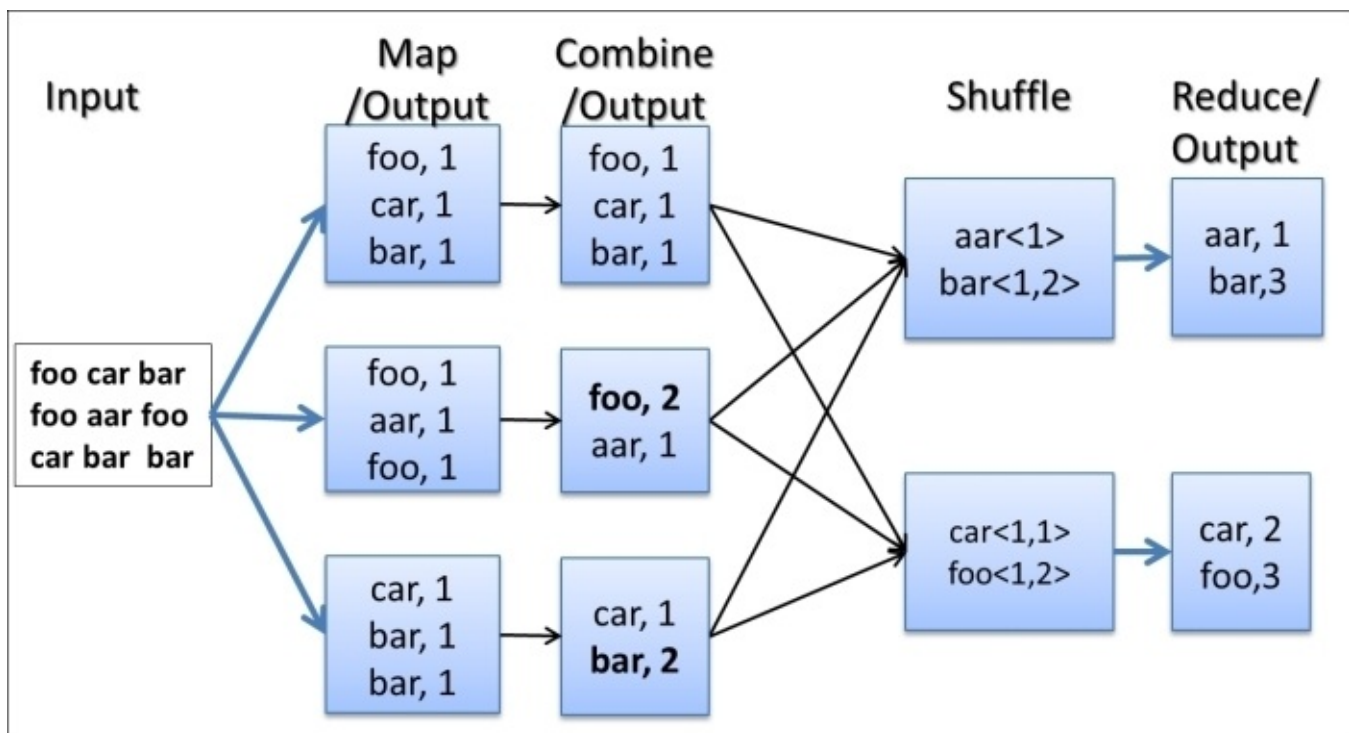 Input
Map
/Output
Combine
/Output
Shuffle
Reduce/
Output
foo car bar
foo aar foo
car bar  bar
foo, 1
car, 1
bar, 1
foo, 1
aar, 1
foo, 1
car, 1
bar, 1
bar, 1
foo, 1
car, 1
bar, 1
foo, 2
aar, 1
car, 1
bar, 2
aar<1>
bar<1,2>
car<1,1>
foo<1,2>
aar, 1
bar,3
car, 2
foo,3